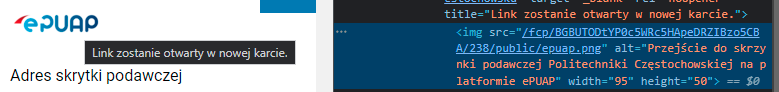 ePUAP
Link zostanie otwarty w nowej karcie.
Adres skrytki podawczej
title="Link zostanie otwarty w nowej karcie.">
<img src="/fcp/BGBUTODtYP0c5WRc5HApeDRZIBzo5CB
A/238/public/epuap.png" alt="Przejście do skrzy
nki podawczej Politechniki Częstochowskiej na p
latformie ePUAP" width="95" height="50"> == $0